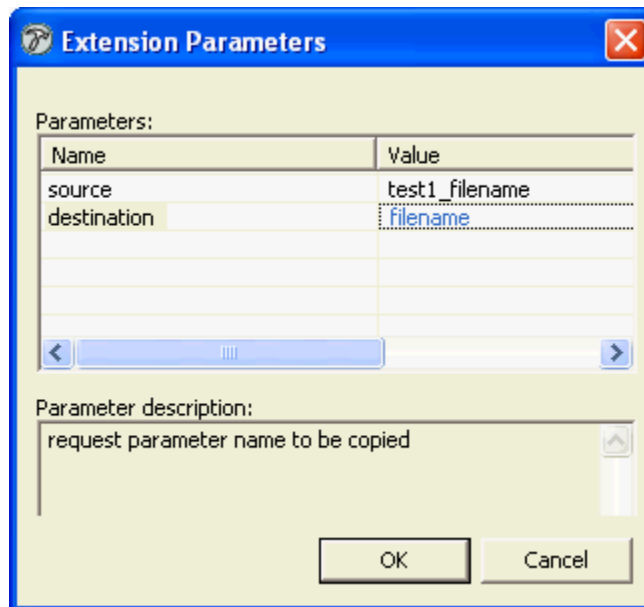 Extension Parameters
Parameters:
Name Value
source test1_filename
destination filename
Parameter description:
request parameter name to be copied
OK Cancel